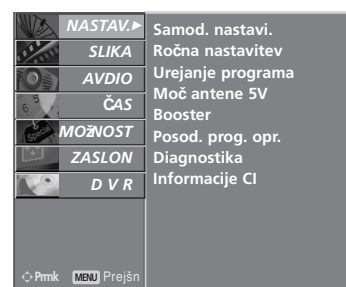 NASTAV.
SLIKA
AVDIO
ČAS
MOŽNOST
ZASLON
D V R
Samod. nastavi.
Ročna nastavitev
Urejanje programa
Moč antene 5V
Booster
Posod. prog. opr.
Diagnostika
Informacije CI
Prmk MENU Prejšn